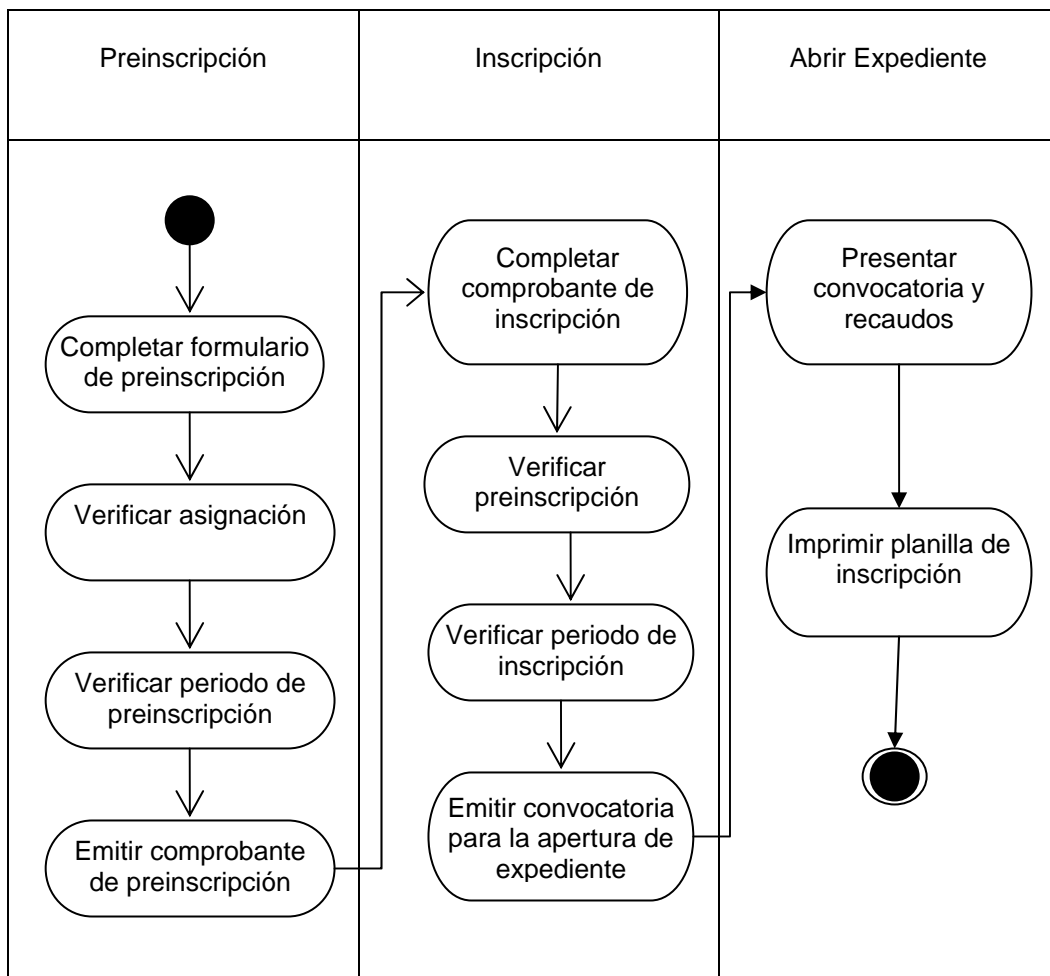 Preinscripción
Inscripción
Abrir Expediente
Completar formulario
de preinscripción
Verificar asignación
Verificar periodo de
preinscripción
Emitir comprobante
de preinscripción
Completar
comprobante de
inscripción
Verificar
preinscripción
Verificar periodo de
inscripción
Emitir convocatoria
para la apertura de
expediente
Presentar
convocatoria y
recaudos
Imprimir planilla de
inscripción